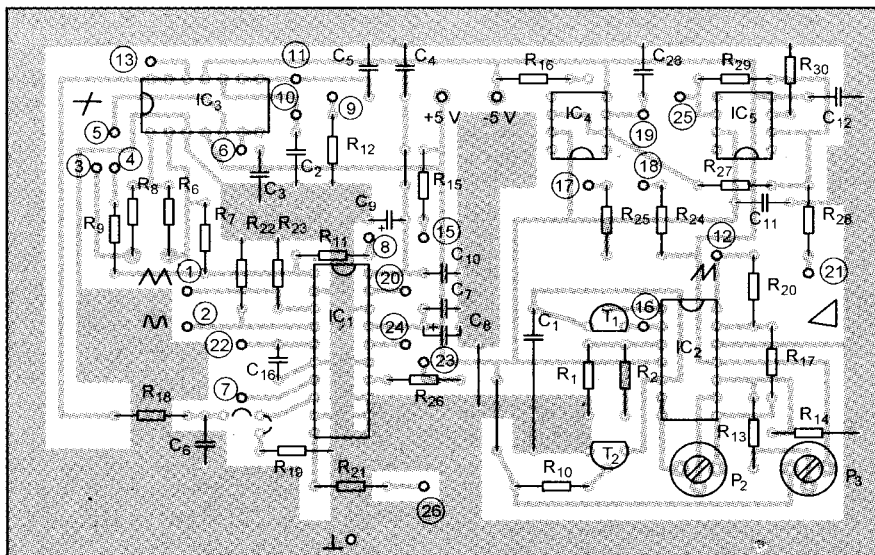 13
11
C5
C4
R16
C28
R29
R30
IC3
10
9
+5 V
-5 V
IC4
19
25
IC5
C12
5
6
3
4
R12
C2
C3
17
18
R27
R8
R6
R15
R9
R7
R22
R23
C9
8
15
R25
R24
C11
R28
12
R11
C10
21
1
20
C7
R20
2
IC1
C8
C1
T1
16
IC2
22
24
23
C16
R17
R1
R2
R26
7
R18
R13
R14
C6
R19
T2
R21
R10
P2
P3
26